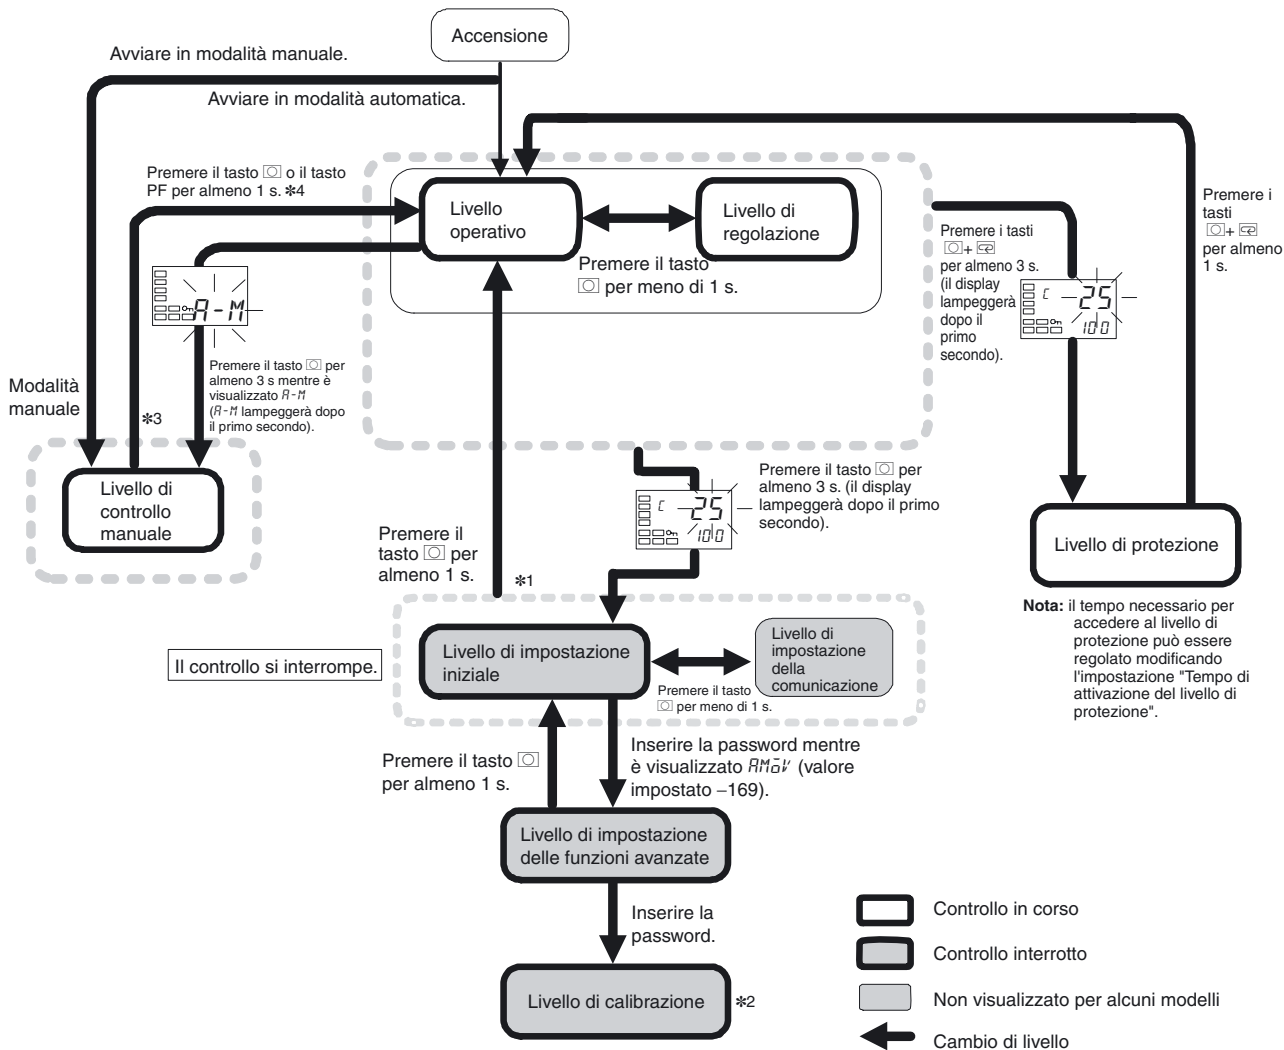 Accensione
Avviare in modalità manuale.
Avviare in modalità automatica.
Premere il tasto o il tasto
PF per almeno 1 s. ✻4
Livello
operativo
Livello di
regolazione
Premere il tasto
per meno di 1 s.
Premere i tasti
+
per almeno 3 s.
(il display
lampeggerà
dopo il
primo
secondo).
Premere i
tasti
+
per almeno
1 s.
C 25
100
A-M
Premere il tasto per
almeno 3 s mentre è
visualizzato A-M
(A-M lampeggerà dopo
il primo secondo).
Modalità
manuale
✻3
Livello di
controllo
manuale
Premere il tasto per
almeno 3 s. (il display
lampeggerà dopo il primo
secondo).
C 25
100
Premere il
tasto per
almeno 1 s.
✻1
Livello di protezione
Nota: il tempo necessario per
accedere al livello di
protezione può essere
regolato modificando
l'impostazione "Tempo di
attivazione del livello di
protezione".
Il controllo si interrompe.
Livello di impostazione
iniziale
Livello di
impostazione
della
comunicazione
Premere il tasto
per meno di 1 s.
Premere il tasto
per almeno 1 s.
Inserire la password mentre
è visualizzato AMoV (valore
impostato –169).
Livello di impostazione
delle funzioni avanzate
Inserire la
password.
Livello di calibrazione
✻2
Controllo in corso
Controllo interrotto
Non visualizzato per alcuni modelli
Cambio di livello